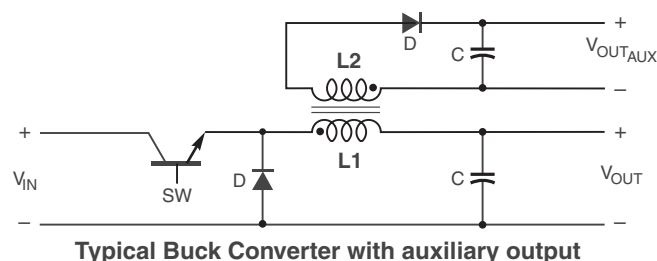 D
+
C
V_OUT_AUX
L2
–
+
+
L1
D
C
V_IN
V_OUT
SW
–
–
Typical Buck Converter with auxiliary output